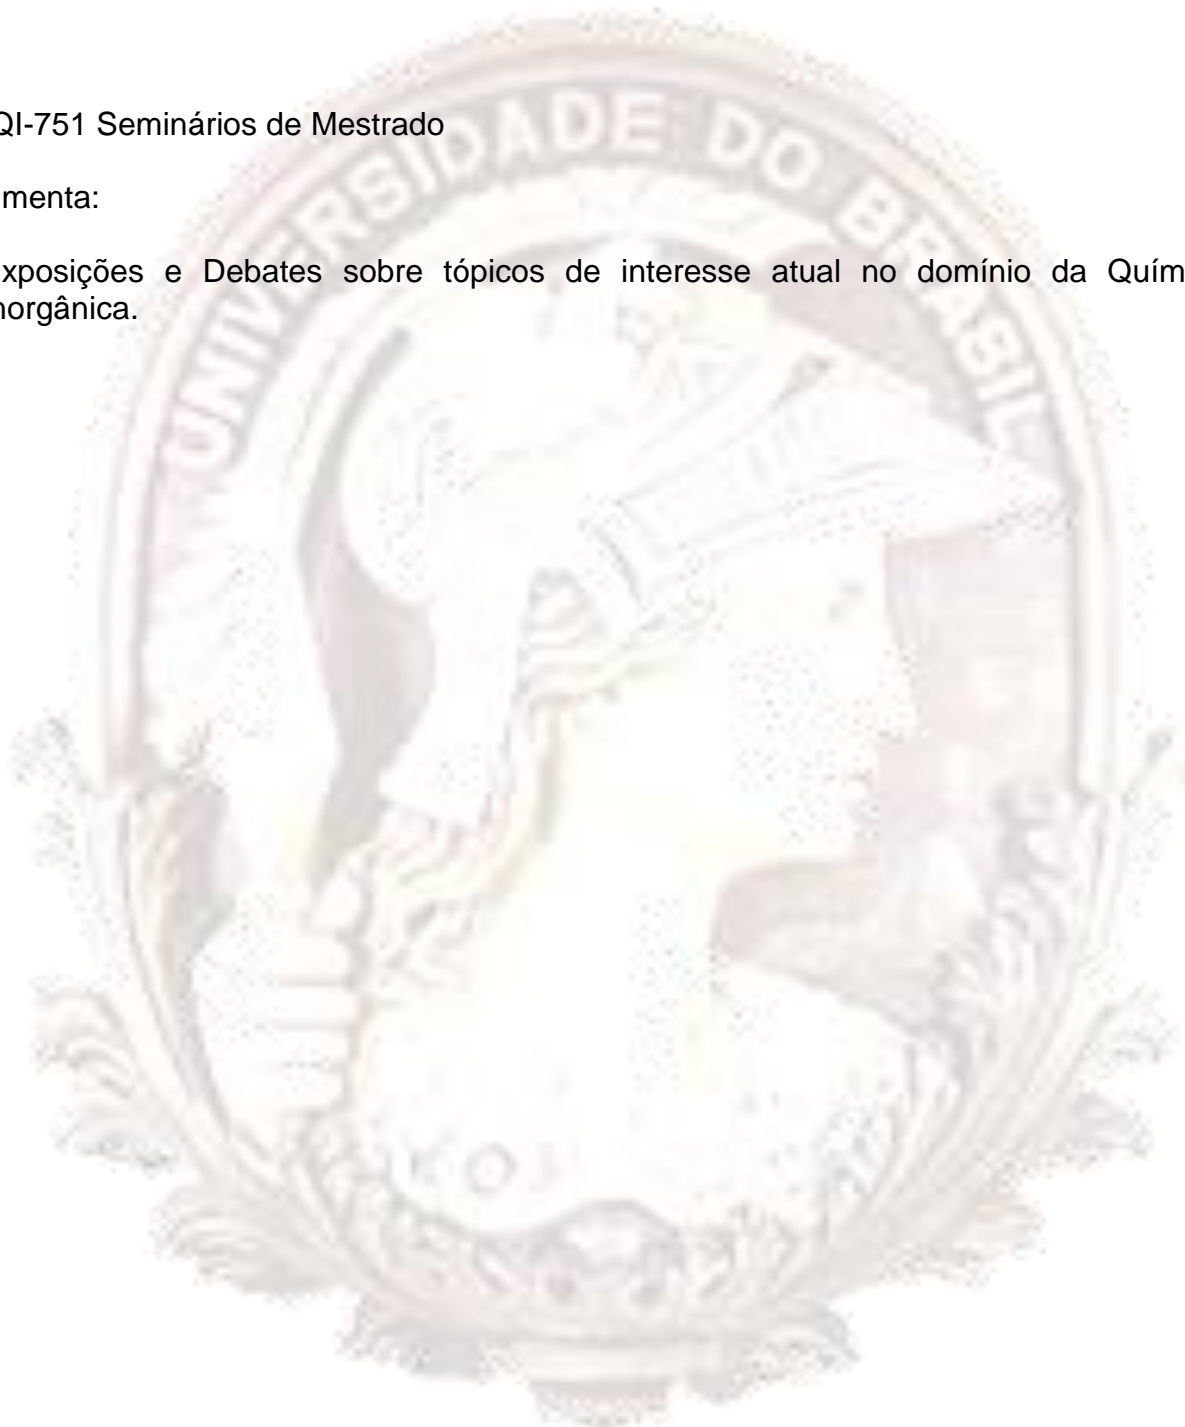 QI-751 Seminários de Mestrado
menta:
xposições e Debates sobre tópicos de interesse atual no domínio da Quím
norgânica.
UNIVERSIDADE DO BRASIL